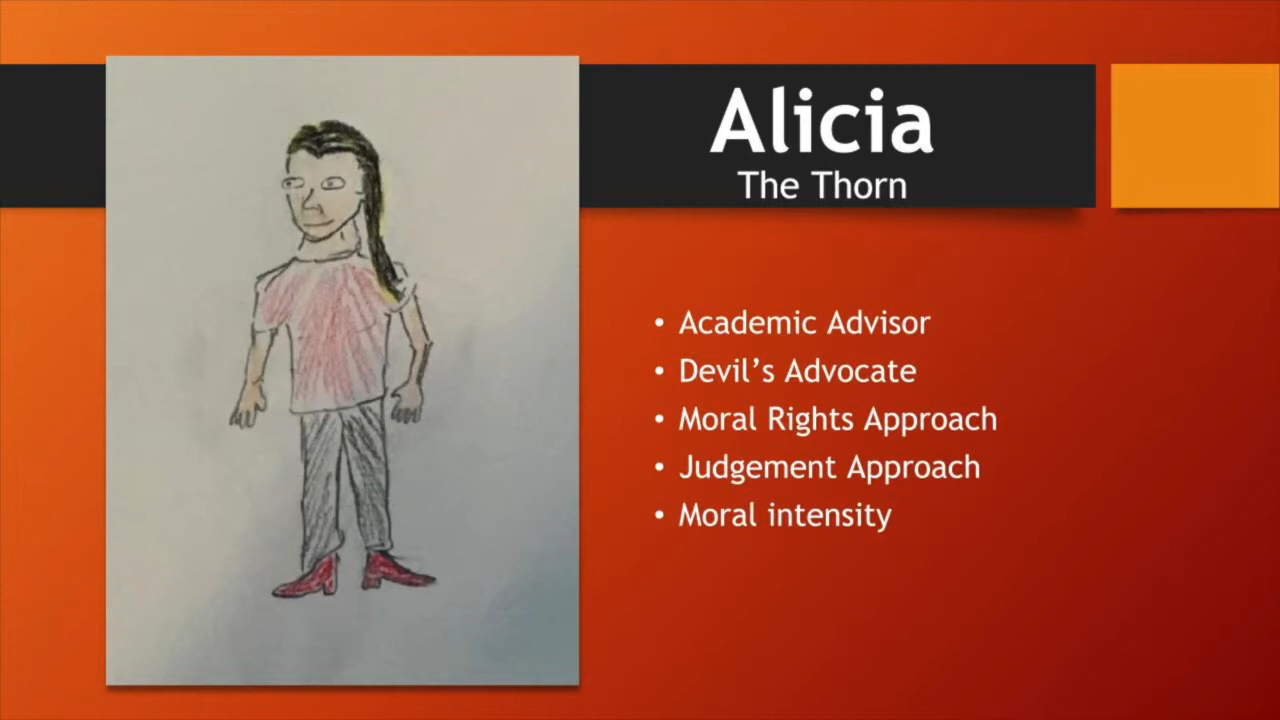 Alicia
The Thorn
• Academic Advisor
• Devil’s Advocate
• Moral Rights Approach
• Judgement Approach
• Moral intensity